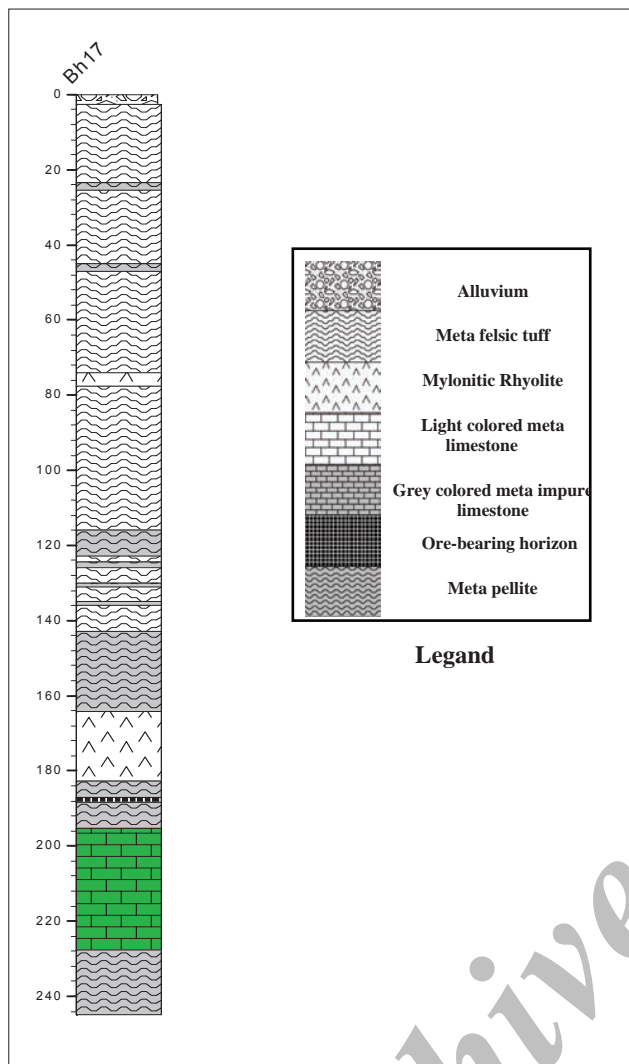 Bh17
0
20
40
60
80
100
120
140
160
180
200
220
240
Alluvium
Meta felsic tuff
Mylonitic Rhyolite
Light colored meta
limestone
Grey colored meta impure
limestone
Ore-bearing horizon
Meta pellite
Legand
hive